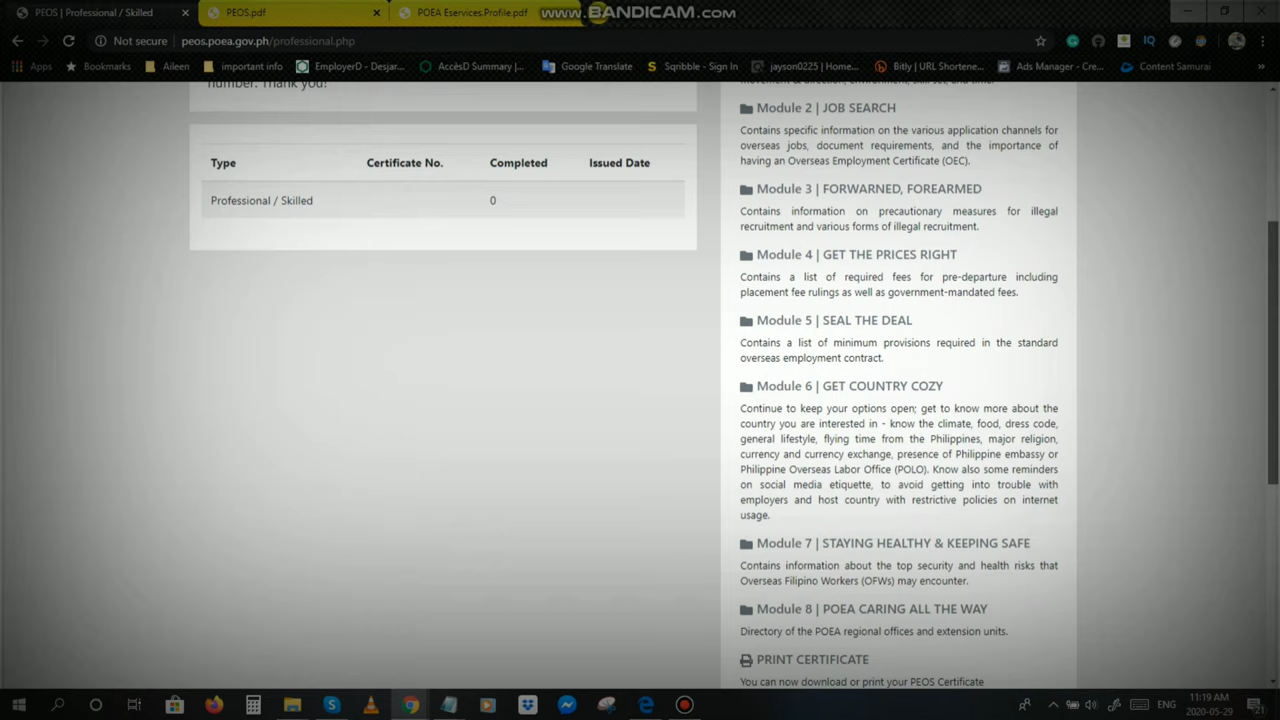 PEOS | Professional / Skilled
PEOS.pdf
POEA Eservices.Profile.pdf
www.BANDICAM.com
Not secure | peos.poea.gov.ph/professional.php
Apps
Bookmarks
Aileen
important info
EmployerD - Desjar...
AccèsD Summary |...
Google Translate
Sqribble - Sign In
jayson0225 | Home...
Bitly | URL Shortene...
Ads Manager - Cre...
Content Samurai
number. Thank you!
Type Certificate No. Completed Issued Date
Professional / Skilled 0
Module 2 | JOB SEARCH
Contains specific information on the various application channels for
overseas jobs, document requirements, and the importance of
having an Overseas Employment Certificate (OEC).
Module 3 | FORWARNED, FOREARMED
Contains information on precautionary measures for illegal
recruitment and various forms of illegal recruitment.
Module 4 | GET THE PRICES RIGHT
Contains a list of required fees for pre-departure including
placement fee rulings as well as government-mandated fees.
Module 5 | SEAL THE DEAL
Contains a list of minimum provisions required in the standard
overseas employment contract.
Module 6 | GET COUNTRY COZY
Continue to keep your options open; get to know more about the
country you are interested in - know the climate, food, dress code,
general lifestyle, flying time from the Philippines, major religion,
currency and currency exchange, presence of Philippine embassy or
Philippine Overseas Labor Office (POLO). Know also some reminders
on social media etiquette, to avoid getting into trouble with
employers and host country with restrictive policies on internet
usage.
Module 7 | STAYING HEALTHY & KEEPING SAFE
Contains information about the top security and health risks that
Overseas Filipino Workers (OFWs) may encounter.
Module 8 | POEA CARING ALL THE WAY
Directory of the POEA regional offices and extension units.
PRINT CERTIFICATE
You can now download or print your PEOS Certificate
ENG
11:19 AM
2020-05-29